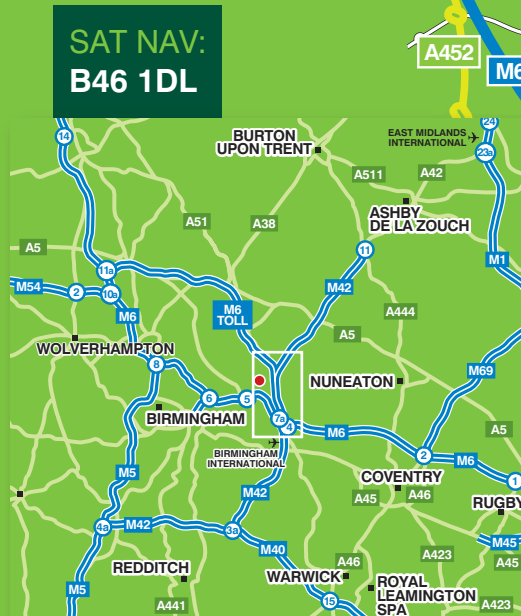 SAT NAV:
B46 1DL
A452
M6
24
14
BURTON
UPON TRENT
EAST MIDLANDS
INTERNATIONAL
23a
A511
A42
A51
A38
ASHBY
DE LA ZOUCH
A5
11
M1
11a
M54
2
10a
M42
M6
M6
TOLL
A444
A5
WOLVERHAMPTON
8
M69
NUNEATON
6
5
BIRMINGHAM
7a
4
M6
A5
BIRMINGHAM
INTERNATIONAL
2
M6
M5
COVENTRY
1
M42
A45
A46
RUGBY
4a
M42
3a
M45
M40
A423
A46
A45
REDDITCH
WARWICK
M5
ROYAL
LEAMINGTON
SPA
A441
15
A423